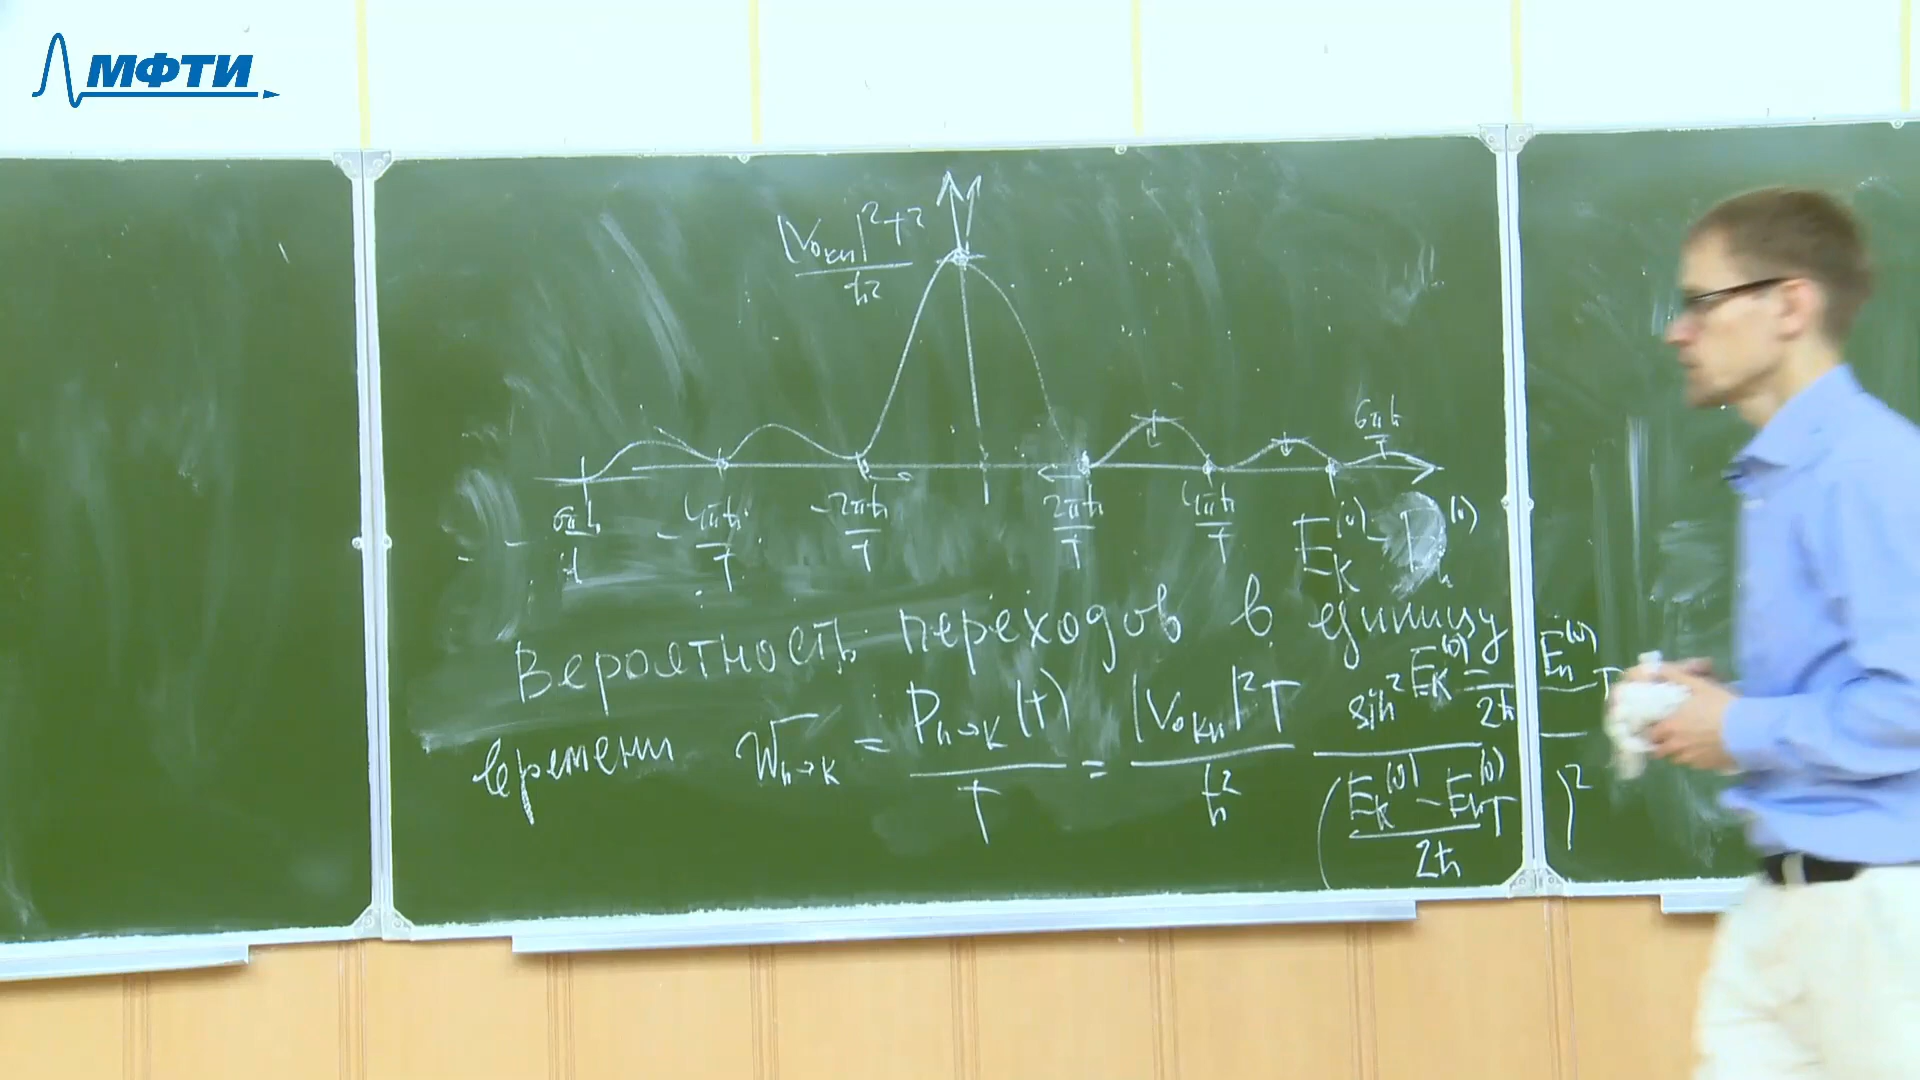 МФТИ
|V₀ₖₙ|²T² / ħ²
6πħ / T
-6πħ / T -4πħ / T -2πħ / T 2πħ / T 4πħ / T Eₖ⁽⁰⁾ - Eₙ⁽⁰⁾
Вероятность переходов в единицу
времени Wₙ→ₖ = Pₙ→ₖ(t) / T = |V₀ₖₙ|²T / ħ² sin² (Eₖ⁽⁰⁾ - Eₙ⁽⁰⁾ / 2ħ) T / (Eₖ⁽⁰⁾ - Eₙ⁽⁰⁾ / 2ħ T)²